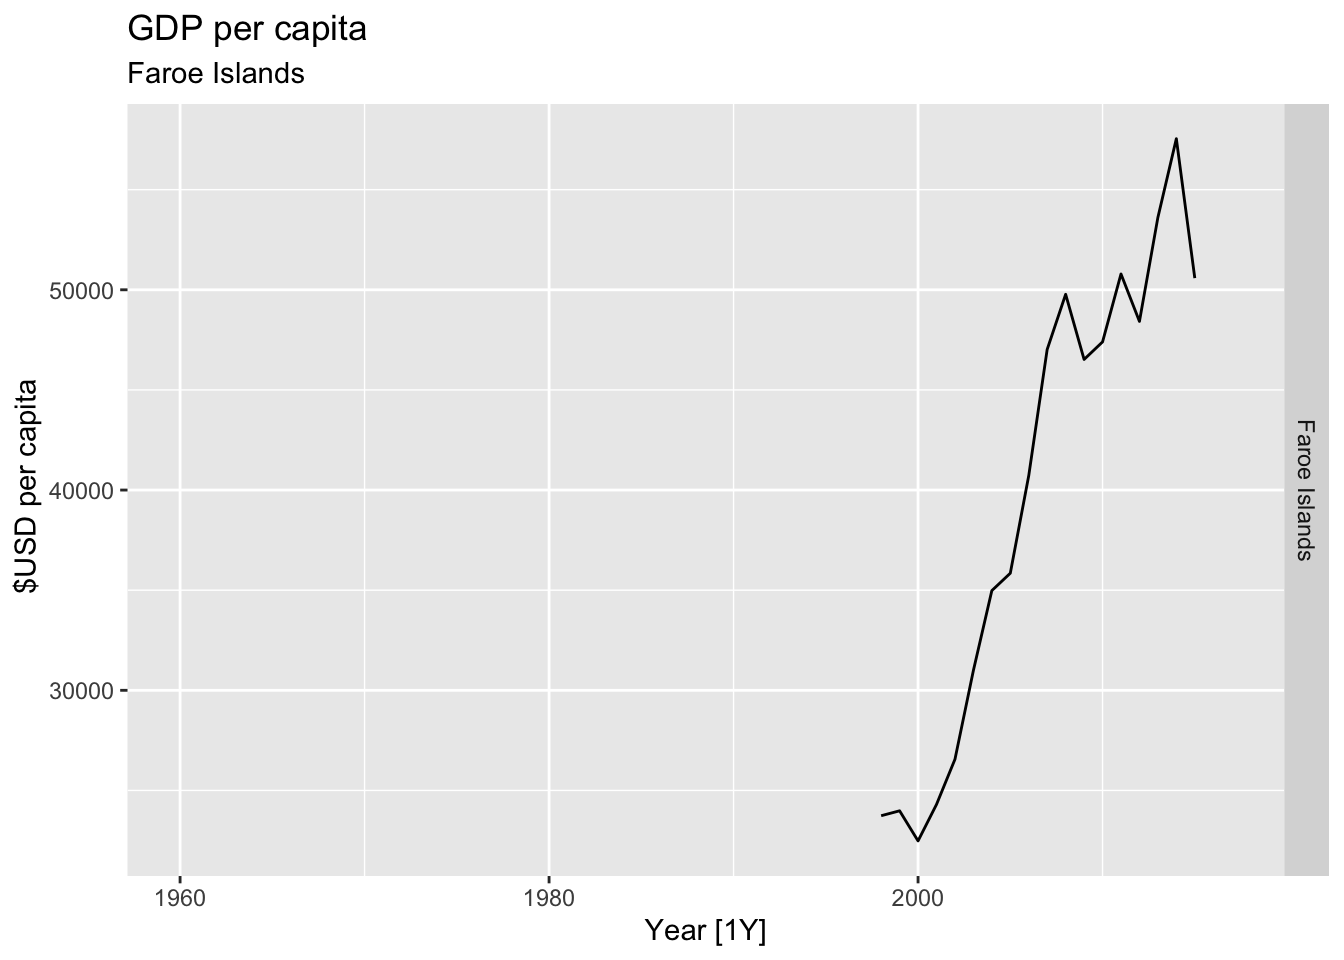 GDP per capita
Faroe Islands
$USD per capita
50000
40000
30000
Faroe Islands
1960
1980
2000
Year [1Y]